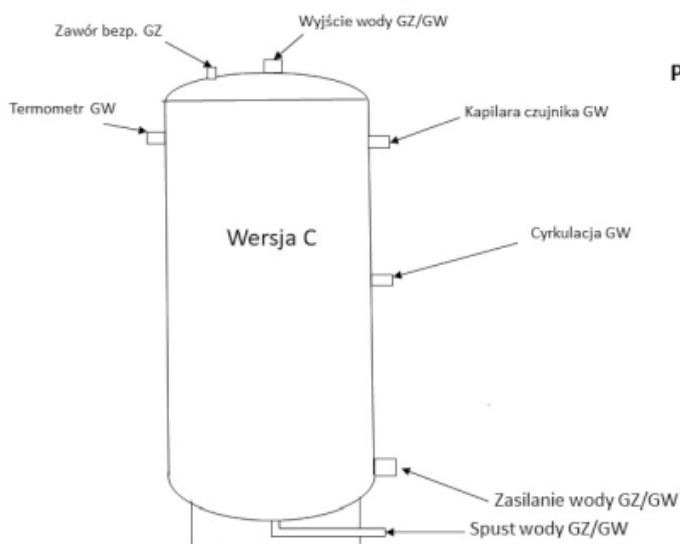 Wyjście wody GZ/GW
Zawór bezp. GZ
P
Termometr GW
Kapilara czujnika GW
Wersja C
Cyrkulacja GW
Zasilanie wody GZ/GW
Spust wody GZ/GW